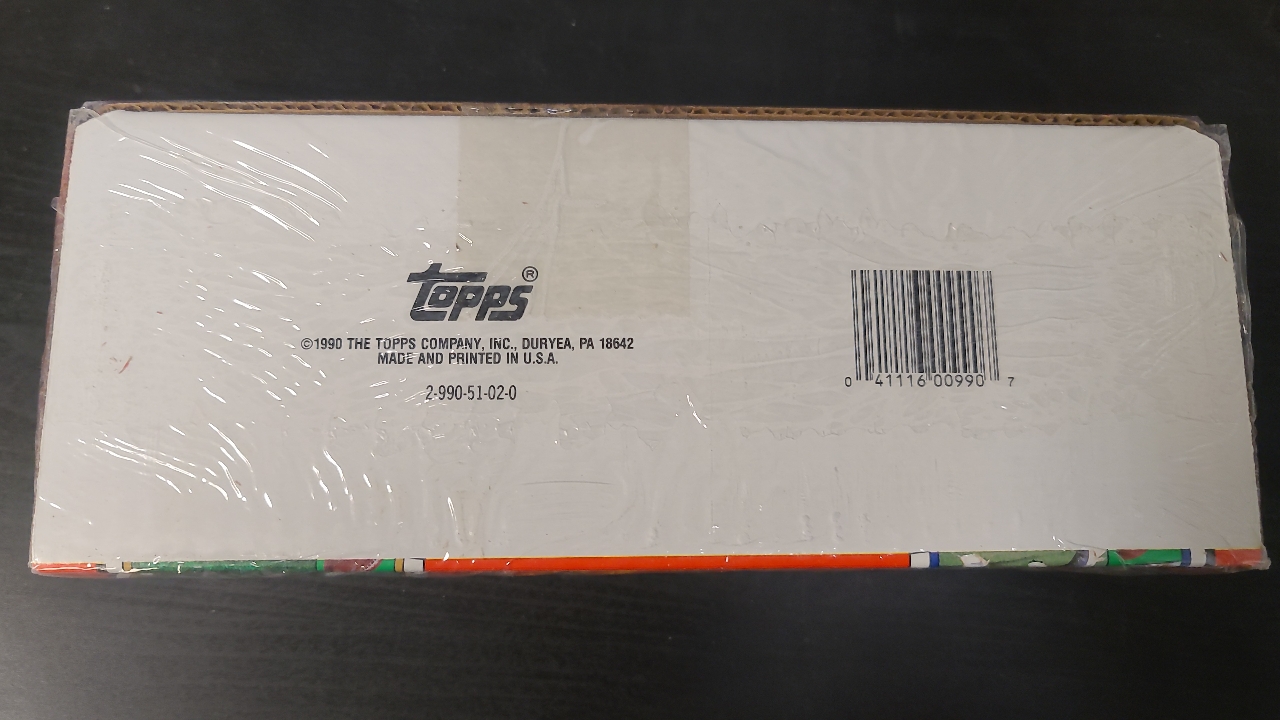 TOPPS®
©1990 THE TOPPS COMPANY, INC., DURYEA, PA 18642
MADE AND PRINTED IN U.S.A.
2-990-51-02-0
0 41116 00990 7